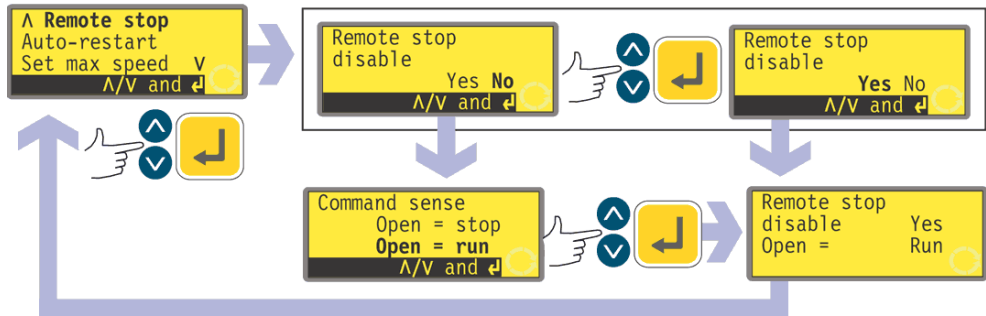 Λ Remote stop
Auto-restart
Set max speed V
Λ/V and ↲
Remote stop
disable
Yes No
Λ/V and ↲
Remote stop
disable
Yes No
Λ/V and ↲
Command sense
Open = stop
Open = run
Λ/V and ↲
Remote stop
disable Yes
Open = Run